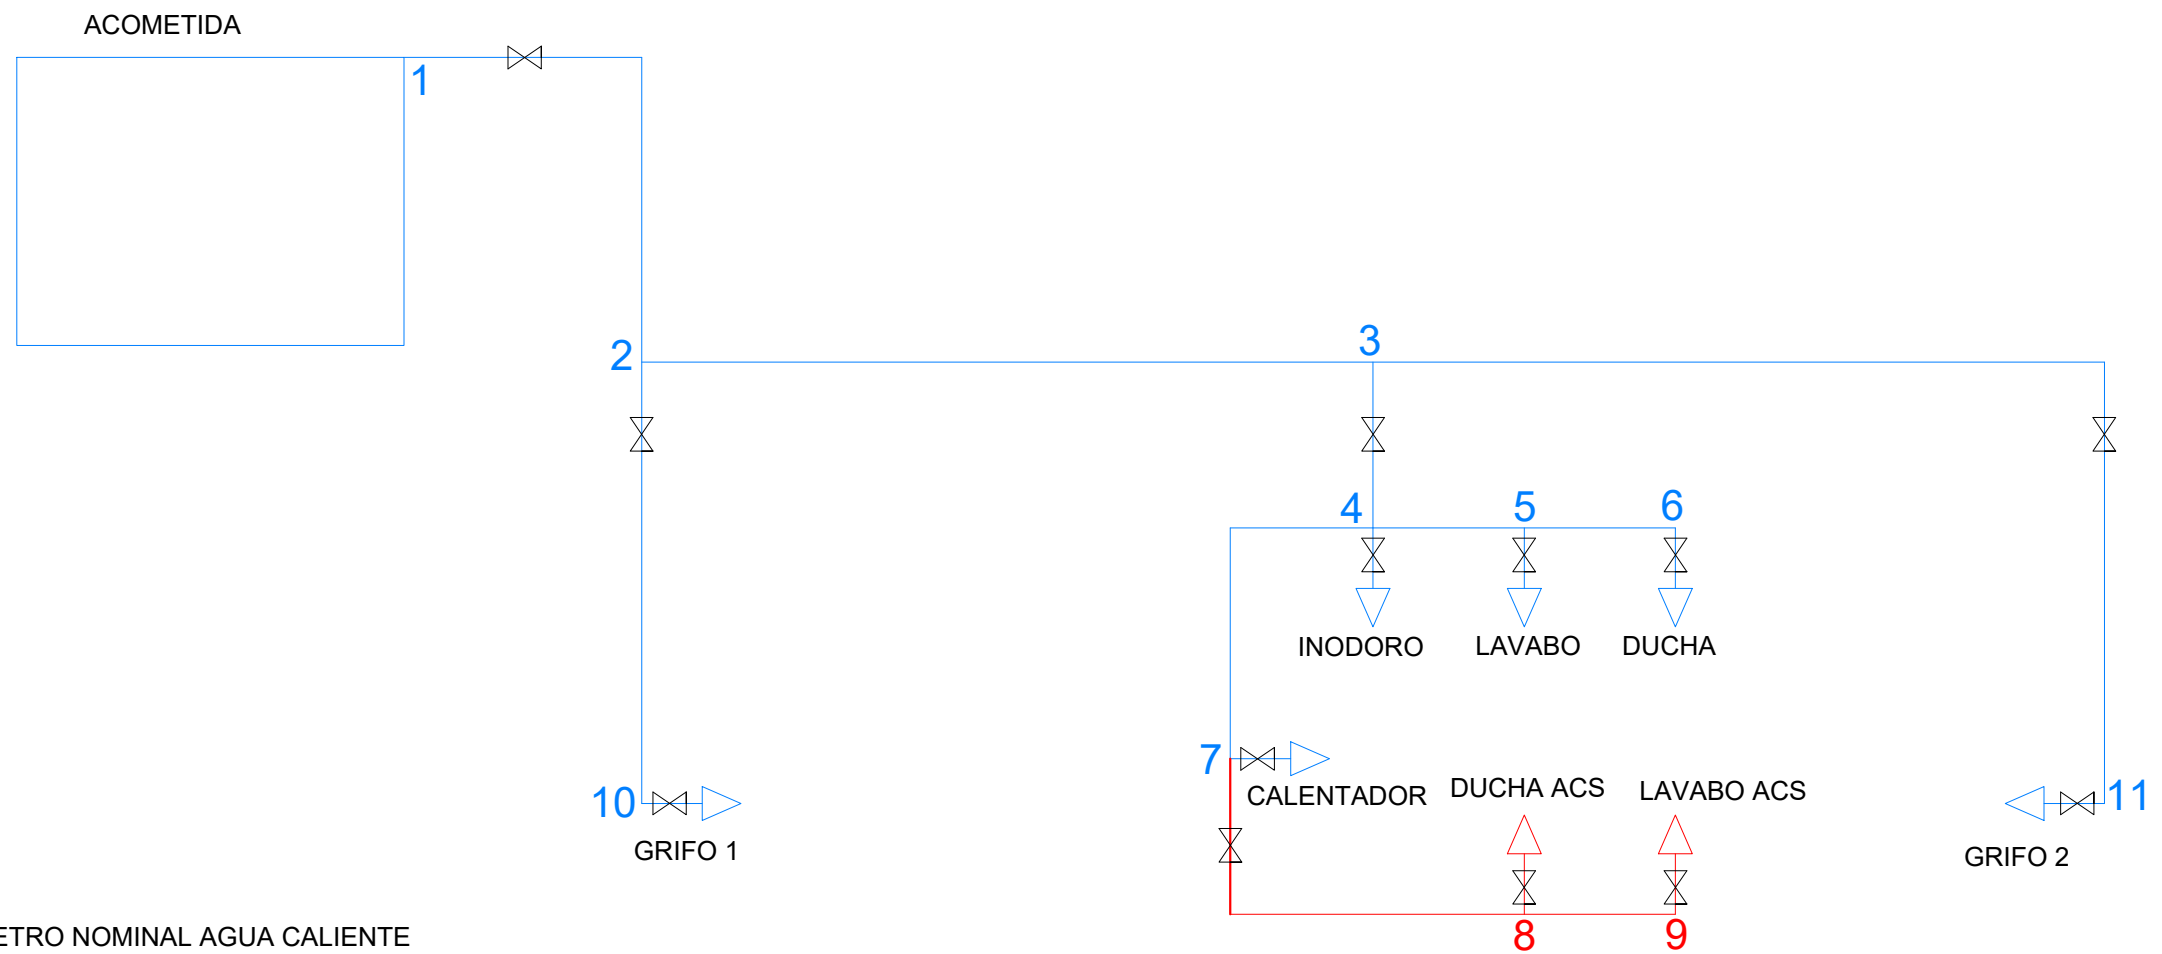 ACOMETIDA
1
2
3
4
5
6
INODORO
LAVABO
DUCHA
7
CALENTADOR
DUCHA ACS
LAVABO ACS
10
11
GRIFO 1
GRIFO 2
8
9
ETRO NOMINAL AGUA CALIENTE